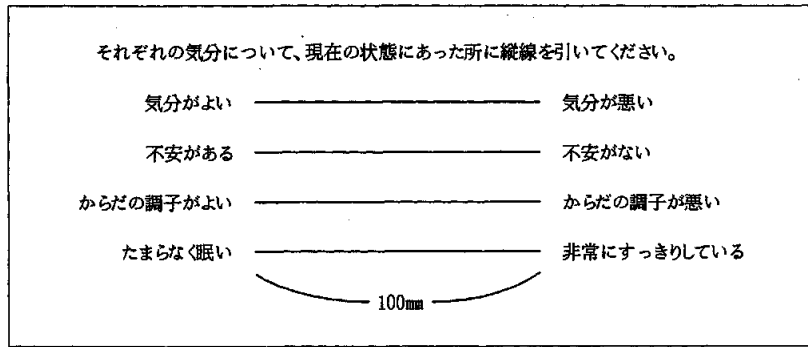 それぞれの気分について、現在の状態にあった所に縦線を引いてください。
気分がよい 気分が悪い
不安がある 不安がない
からだの調子がよい からだの調子が悪い
たまらなく眠い 非常にすっきりしている
100mm